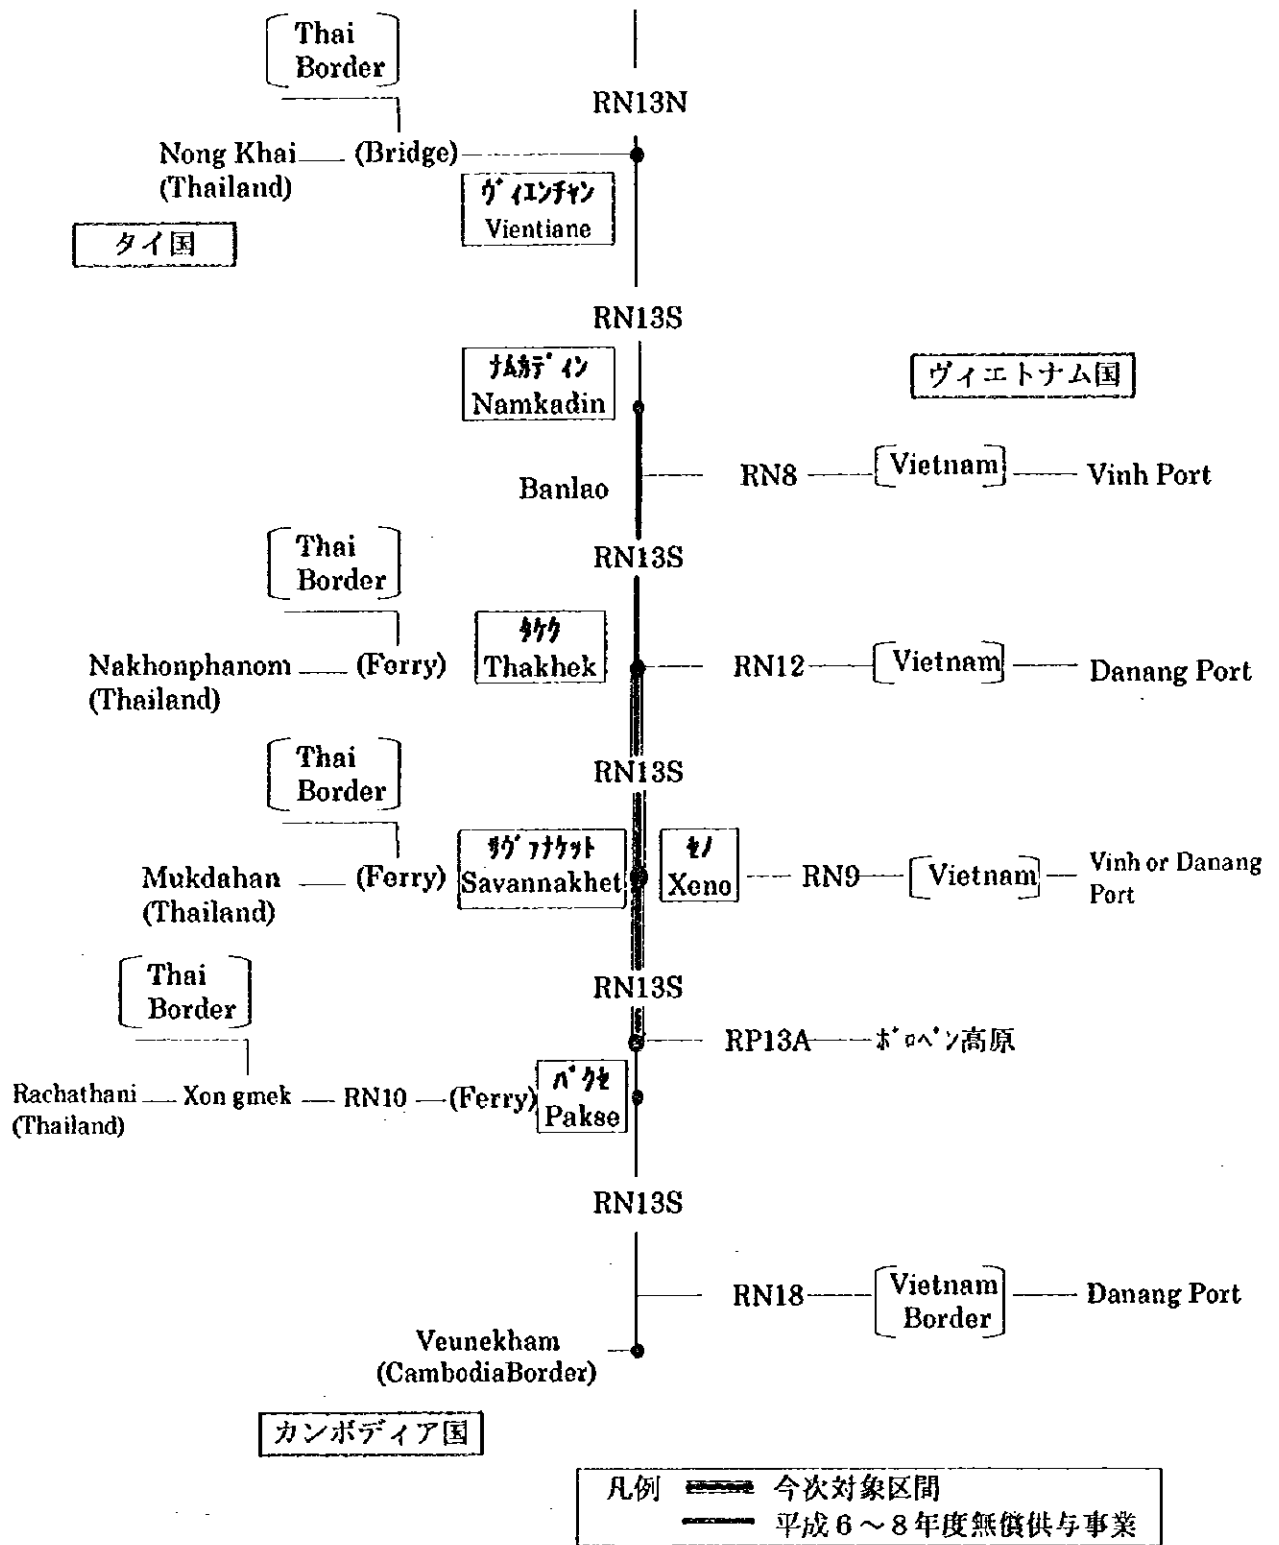 Thai
Border
RN13N
Nong Khai
(Thailand)
(Bridge)
ヴィエンチャン
Vientiane
タイ国
RN13S
ナムカディン
Namkadin
ヴィエトナム国
Banlao
RN8
Vietnam
Vinh Port
Thai
Border
RN13S
タケク
Thakhek
Nakhonphanom
(Thailand)
(Ferry)
RN12
Vietnam
Danang Port
Thai
Border
RN13S
サヴァナケット
Savannakhet
セノ
Xeno
Mukdahan
(Thailand)
(Ferry)
RN9
Vietnam
Vinh or Danang
Port
Thai
Border
RN13S
RP13A
ボロベン高原
Rachathani
(Thailand)
Xon gmek
RN10
(Ferry)
パクセ
Pakse
RN13S
RN18
Vietnam
Border
Danang Port
Veunekham
(CambodiaBorder)
カンボディア国
凡例 今次対象区間
平成6～8年度無償供与事業